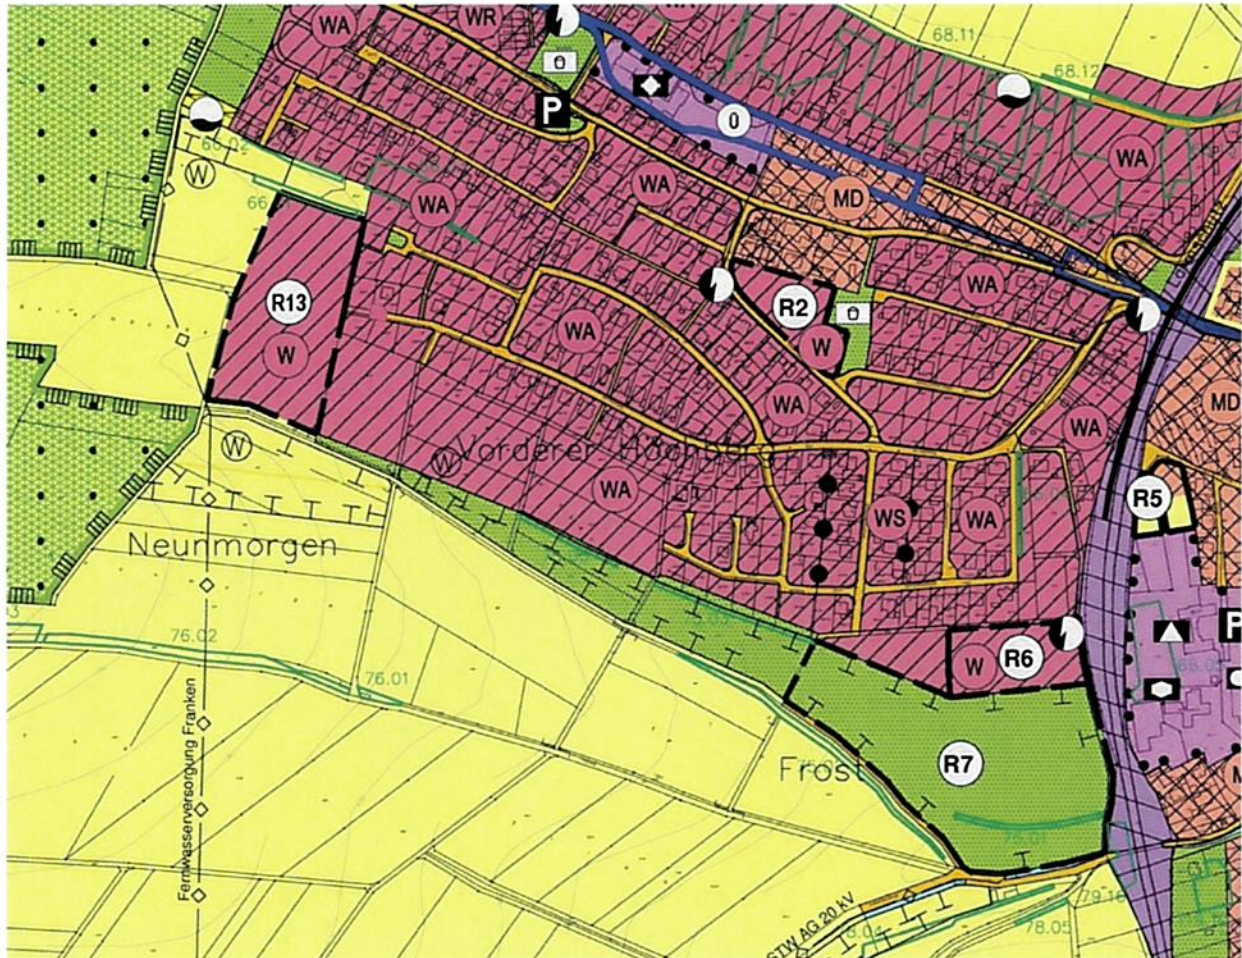 WA
WR
WA
68.11
68.12
P
Ü
WA
66.02
W
WA
WA
MD
66
R13
W
R2
W
WA
WA
WA
MD
WA
W
Vorderer
W
WA
WS
WA
R5
Neunmorgen
76.02
76.01
W
R6
P
Frost
R7
Fernwasserversorgung Franken
STW AG 20 kV
79.16
78.05